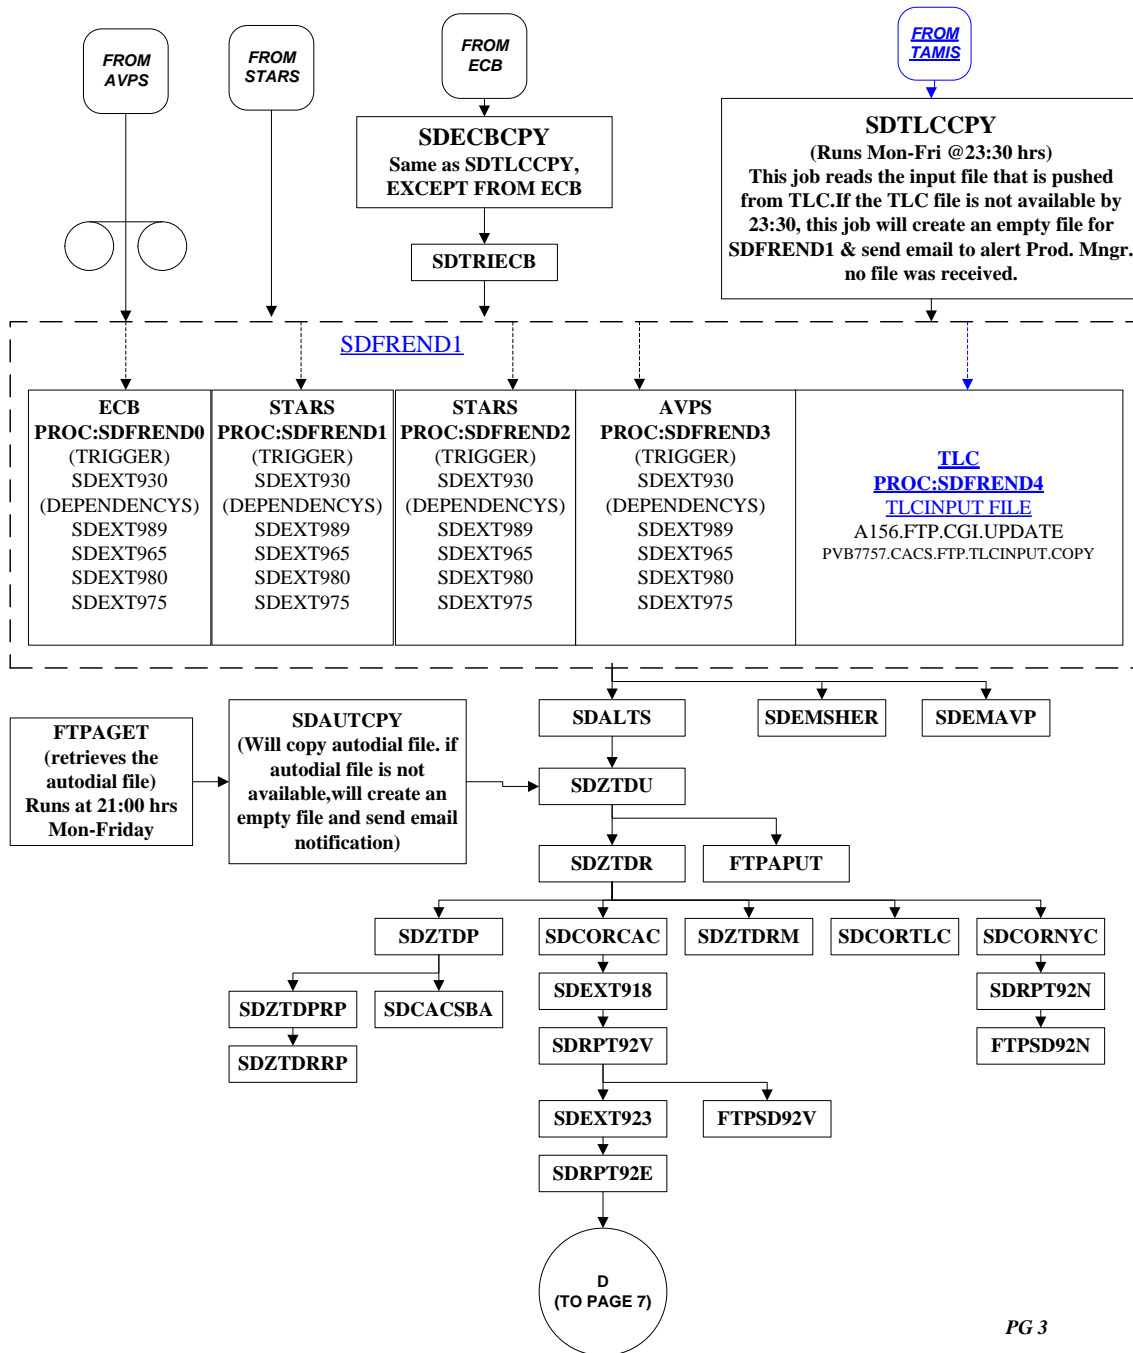 FROM
AVPS
FROM
STARS
FROM
ECB
FROM
TAMIS
SDECBCPY
Same as SDTLCCPY,
EXCEPT FROM ECB
SDTRIECB
SDTLCCPY
(Runs Mon-Fri @23:30 hrs)
This job reads the input file that is pushed
from TLC.If the TLC file is not available by
23:30, this job will create an empty file for
SDFREND1 & send email to alert Prod. Mngr.
no file was received.
SDFREND1
ECB
PROC:SDFREND0
(TRIGGER)
SDEXT930
(DEPENDENCYS)
SDEXT989
SDEXT965
SDEXT980
SDEXT975
STARS
PROC:SDFREND1
(TRIGGER)
SDEXT930
(DEPENDENCYS)
SDEXT989
SDEXT965
SDEXT980
SDEXT975
STARS
PROC:SDFREND2
(TRIGGER)
SDEXT930
(DEPENDENCYS)
SDEXT989
SDEXT965
SDEXT980
SDEXT975
AVPS
PROC:SDFREND3
(TRIGGER)
SDEXT930
(DEPENDENCYS)
SDEXT989
SDEXT965
SDEXT980
SDEXT975
TLC
PROC:SDFREND4
TLCINPUT FILE
A156.FTP.CGI.UPDATE
PVB7757.CACS.FTP.TLCINPUT.COPY
FTPAGET
(retrieves the
autodial file)
Runs at 21:00 hrs
Mon-Friday
SDAUTCPY
(Will copy autodial file. if
autodial file is not
available,will create an
empty file and send email
notification)
SDALTS
SDEMSHER
SDEMAVP
SDZTDU
SDZTDR
FTPAPUT
SDZTDP
SDCORCAC
SDZTDRM
SDCORTLC
SDCORNYC
SDZTDPRP
SDCACSBA
SDEXT918
SDRPT92N
SDZTDRRP
SDRPT92V
FTPSD92N
SDEXT923
FTPSD92V
SDRPT92E
D
(TO PAGE 7)
PG 3